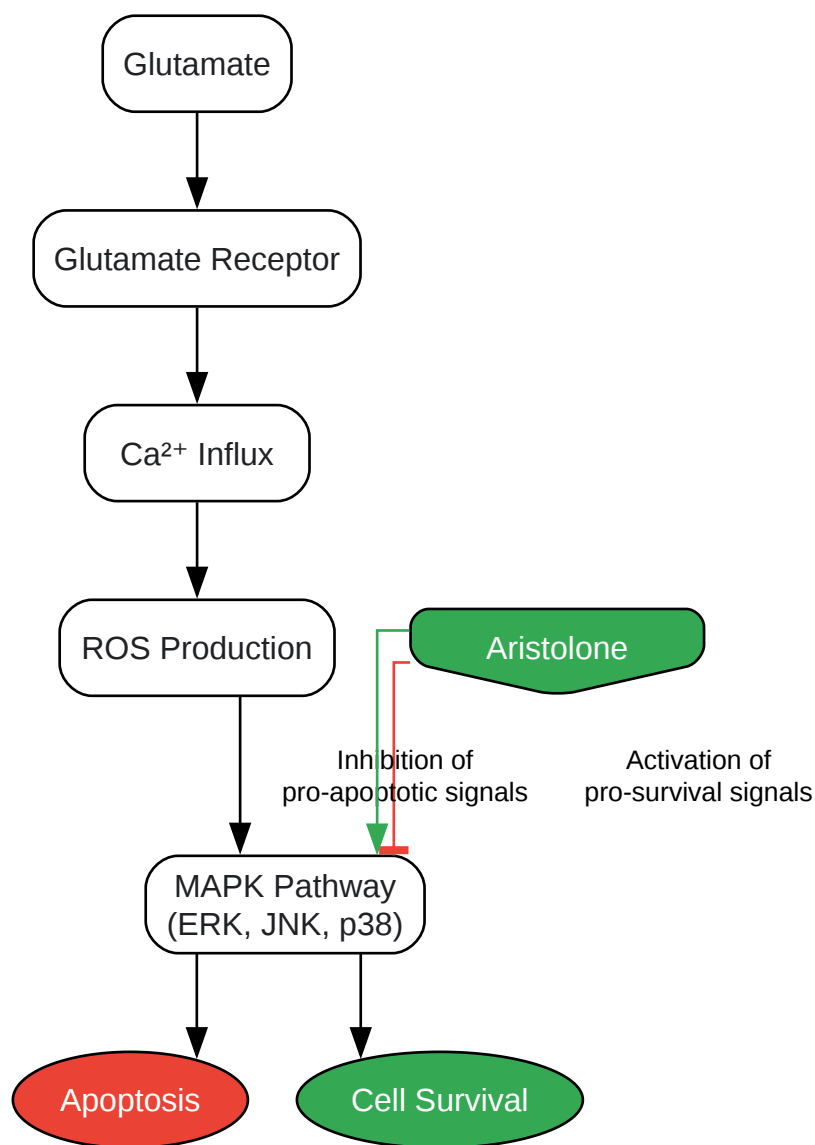 Glutamate
Glutamate Receptor
Ca²⁺ Influx
ROS Production
Aristolone
Inhibition of
pro-apoptotic signals
Activation of
pro-survival signals
MAPK Pathway
(ERK, JNK, p38)
Apoptosis
Cell Survival